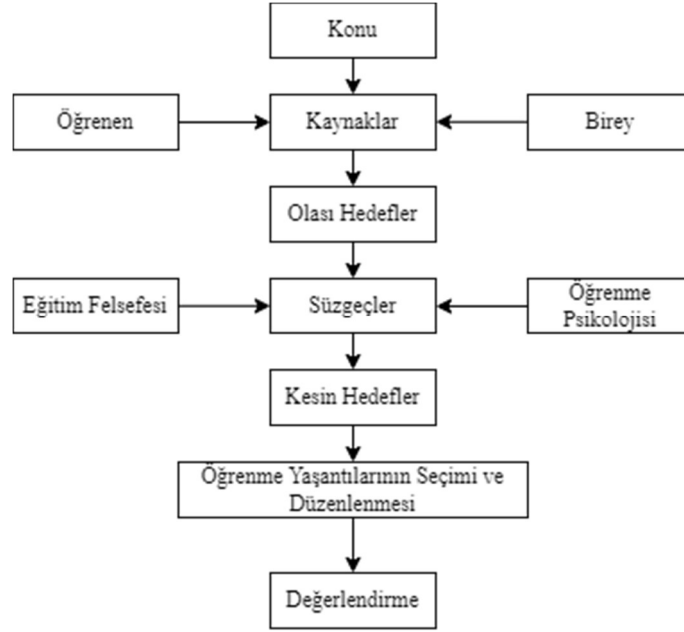 Konu
Öğrenen
Kaynaklar
Birey
Olası Hedefler
Eğitim Felsefesi
Süzgeçler
Öğrenme
Psikolojisi
Kesin Hedefler
Öğrenme Yaşantılarının Seçimi ve
Düzenlenmesi
Değerlendirme